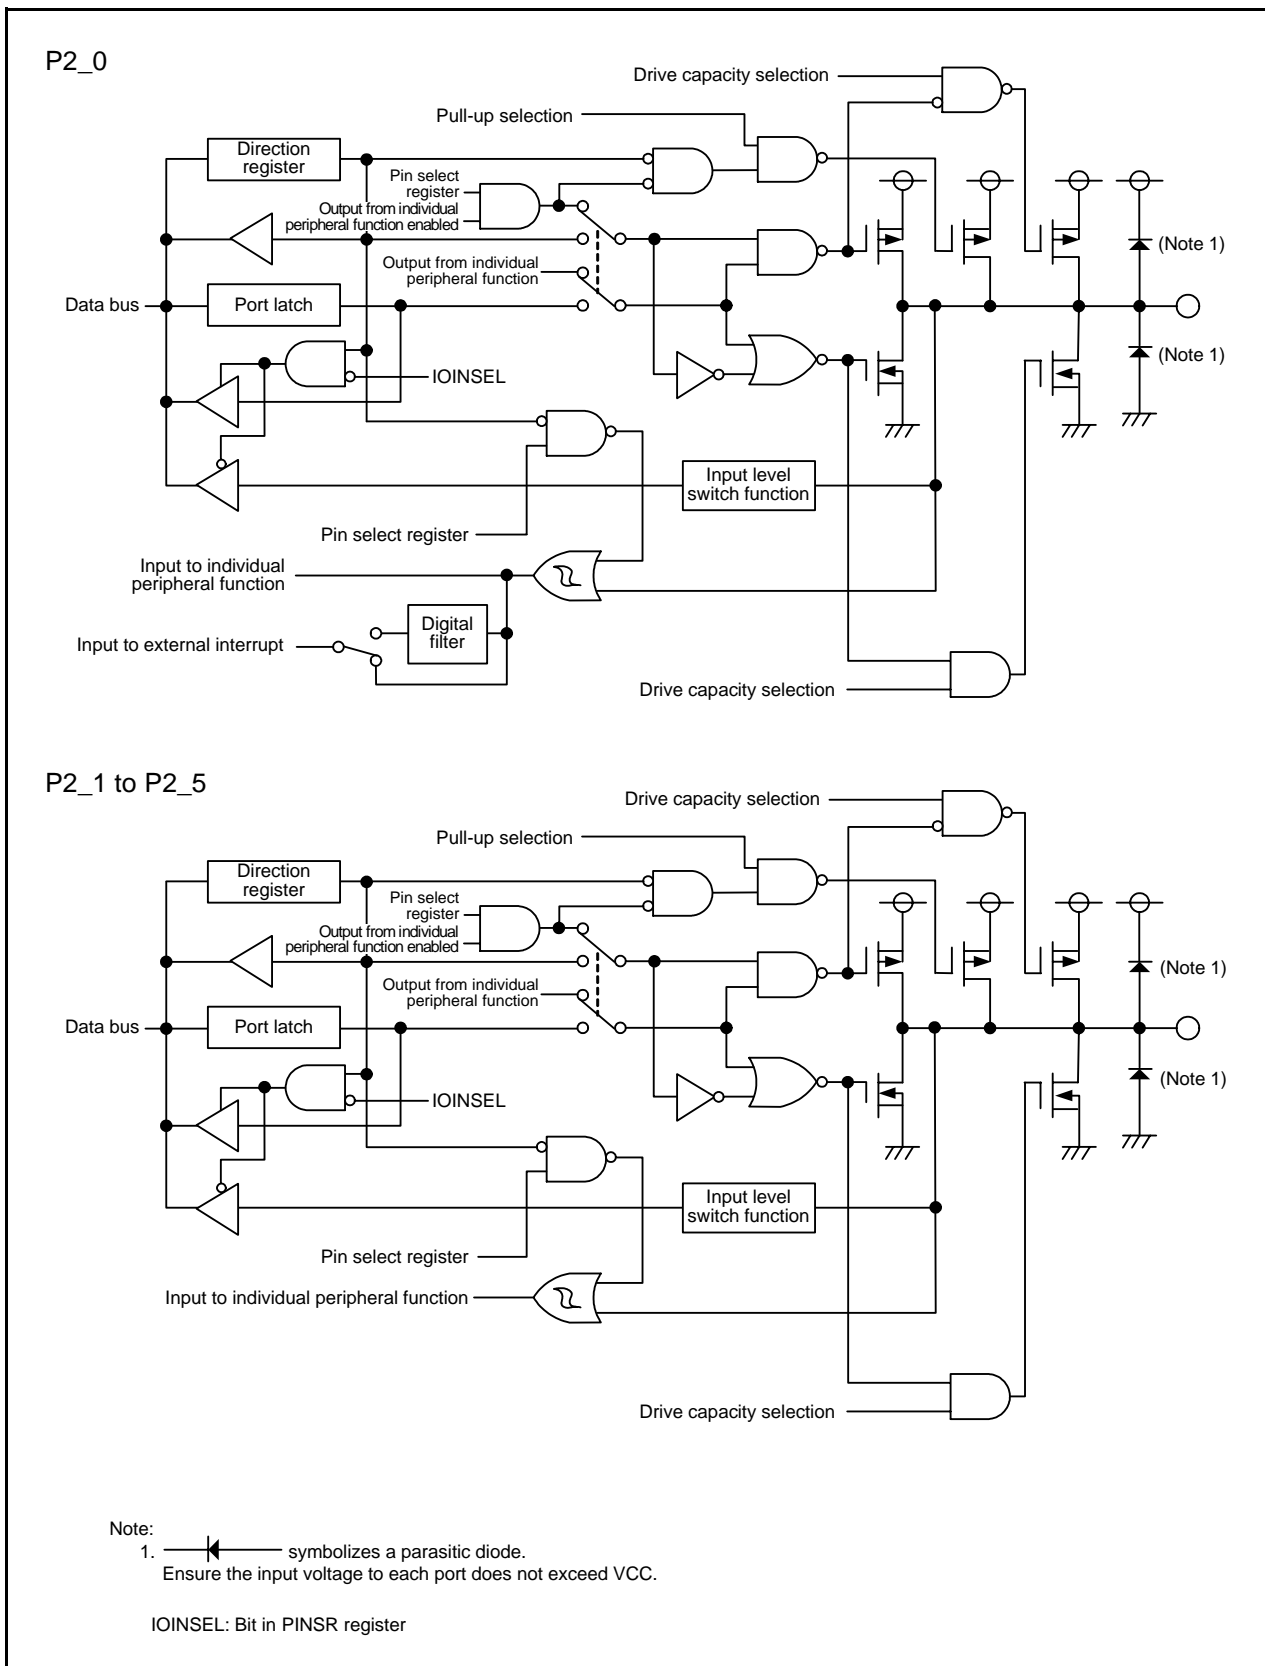 P2_0
Drive capacity selection
Pull-up selection
Direction
register
Pin select
register
Output from individual
peripheral function enabled
(Note 1)
Output from individual
peripheral function
Data bus
Port latch
(Note 1)
IOINSEL
Input level
switch function
Pin select register
Input to individual
peripheral function
Digital
filter
Input to external interrupt
Drive capacity selection
P2_1 to P2_5
Drive capacity selection
Pull-up selection
Direction
register
Pin select
register
Output from individual
peripheral function enabled
(Note 1)
Output from individual
peripheral function
Data bus
Port latch
(Note 1)
IOINSEL
Input level
switch function
Pin select register
Input to individual peripheral function
Drive capacity selection
Note:
1. symbolizes a parasitic diode.
Ensure the input voltage to each port does not exceed VCC.
IOINSEL: Bit in PINSR register